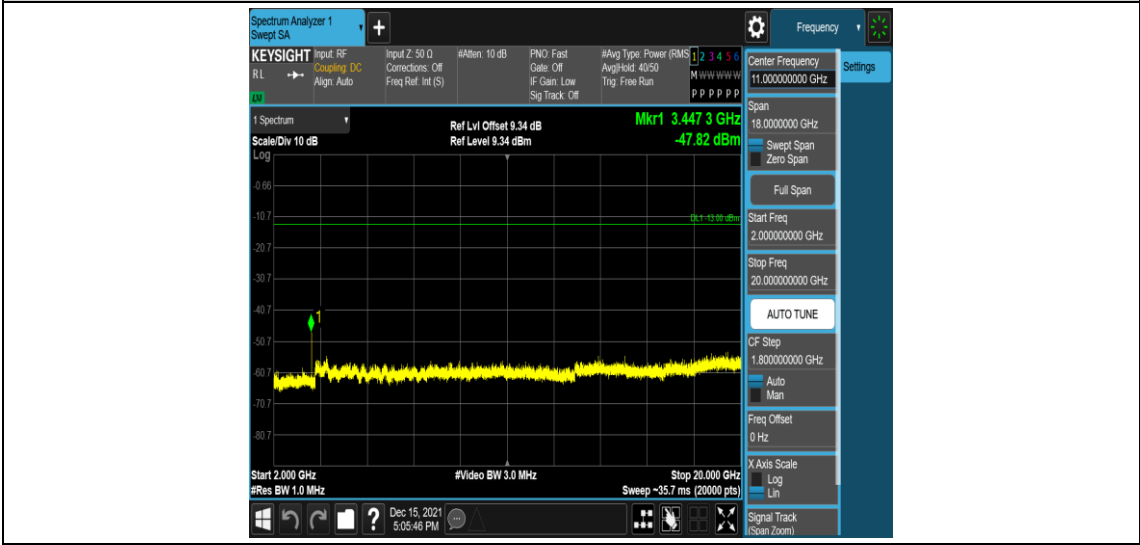 Spectrum Analyzer 1
Swept SA
+
Frequency
KEYSIGHT
RL
LM
Input: RF
Coupling: DC
Align: Auto
Input Z: 50 Ω
Corrections: Off
Freq Ref: Int (S)
#Atten: 10 dB
PNO: Fast
Gate: Off
IF Gain: Low
Sig Track: Off
#Avg Type: Power (RMS
Avg|Hold: 40/50
Trig: Free Run
1 2 3 4 5 6
M W W W W W
P P P P P P
1 Spectrum
Scale/Div 10 dB
Log
Ref Lvl Offset 9.34 dB
Ref Level 9.34 dBm
Mkr1 3.447 3 GHz
-47.82 dBm
-0.66
-10.7
DL1 -13.00 dBm
-20.7
-30.7
-40.7
1
-50.7
-60.7
-70.7
-80.7
Start 2.000 GHz
#Video BW 3.0 MHz
Stop 20.000 GHz
#Res BW 1.0 MHz
Sweep ~35.7 ms (20000 pts)
?
Dec 15, 2021
5:05:46 PM
Center Frequency
11.000000000 GHz
Settings
Span
18.0000000 GHz
Swept Span
Zero Span
Full Span
Start Freq
2.000000000 GHz
Stop Freq
20.000000000 GHz
AUTO TUNE
CF Step
1.800000000 GHz
Auto
Man
Freq Offset
0 Hz
X Axis Scale
Log
Lin
Signal Track
(Span Zoom)